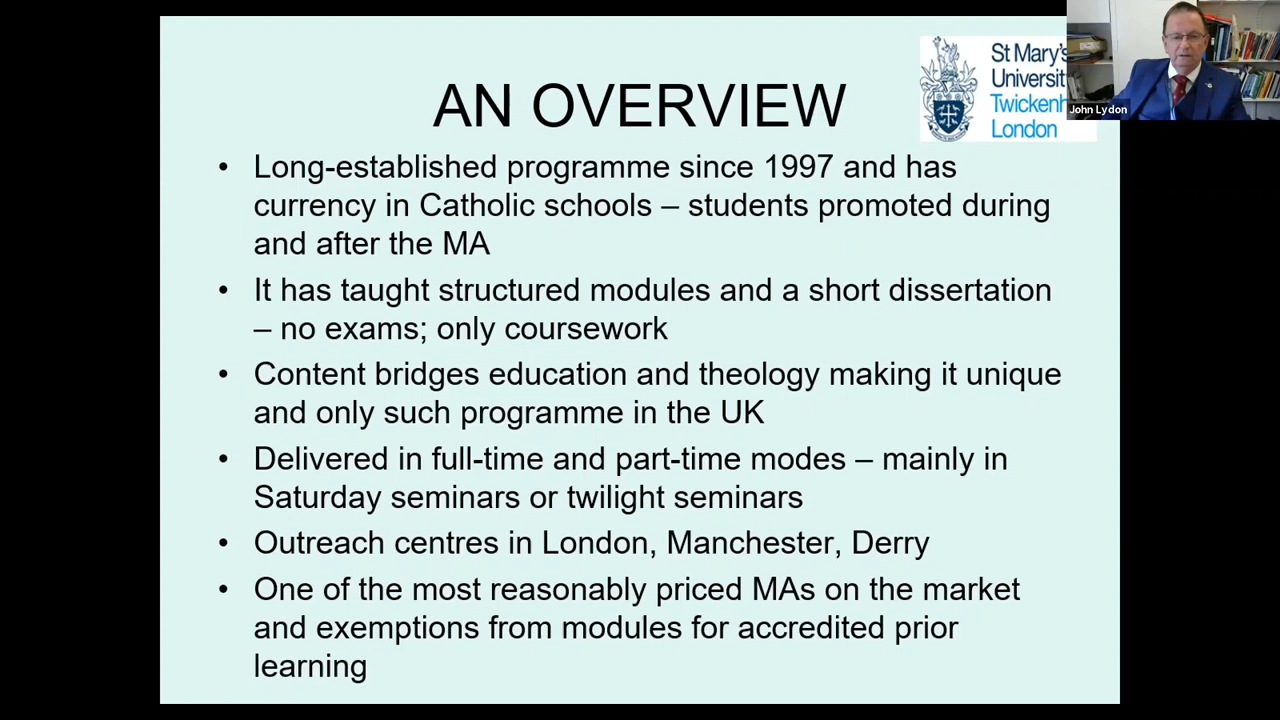 AN OVERVIEW
St Mary's
Universit
Twickenh
London
John Lydon
• Long-established programme since 1997 and has
currency in Catholic schools – students promoted during
and after the MA
• It has taught structured modules and a short dissertation
– no exams; only coursework
• Content bridges education and theology making it unique
and only such programme in the UK
• Delivered in full-time and part-time modes – mainly in
Saturday seminars or twilight seminars
• Outreach centres in London, Manchester, Derry
• One of the most reasonably priced MAs on the market
and exemptions from modules for accredited prior
learning